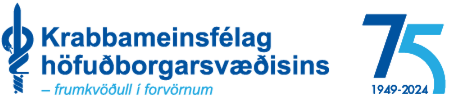 Krabbameinsfélag
höfuðborgarsvæðisins
– frumkvöðull í forvörnum
75
1949-2024